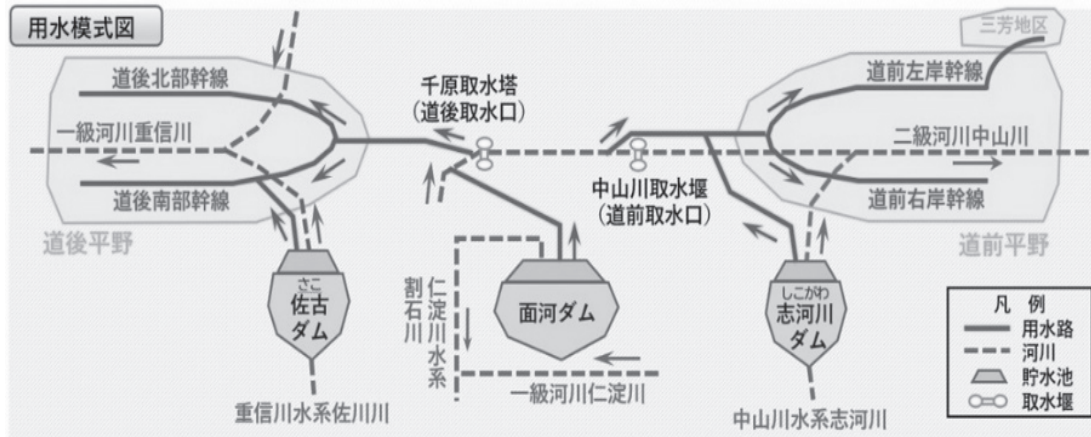 用水模式図
三芳地区
道後北部幹線
千原取水塔
(道後取水口)
道前左岸幹線
一級河川重信川
二級河川中山川
道後南部幹線
中山川取水堰
(道前取水口)
道前右岸幹線
道後平野
道前平野
さこ
佐古
ダム
仁淀川水系
割石川
面河ダム
しこがわ
志河川
ダム
一級河川仁淀川
重信川水系佐川川
中山川水系志河川
凡 例
用水路
河川
貯水池
取水堰